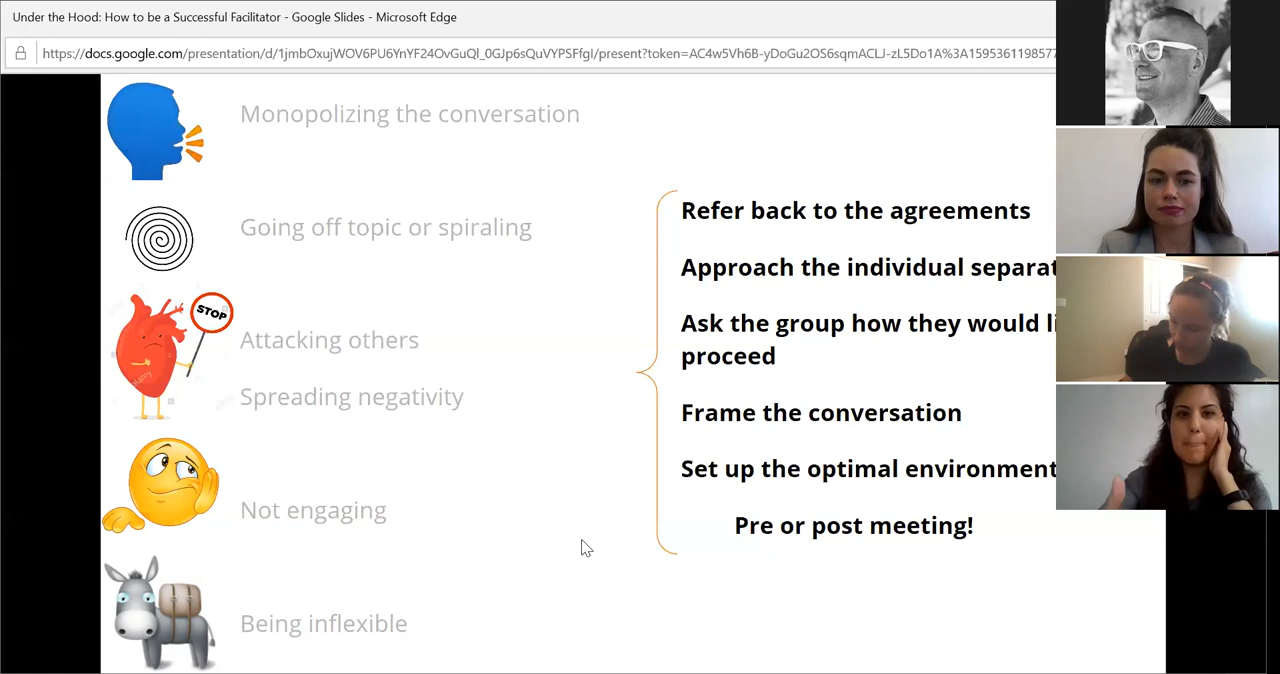 Under the Hood: How to be a Successful Facilitator - Google Slides - Microsoft Edge
https://docs.google.com/presentation/d/1jmbOxujWOV6PU6YnYF24OvGuQl_0GJp6sQuVYPSFfgI/present?token=AC4w5Vh6B-yDoGu2OS6sqmACLJ-zL5Do1A%3A1595361198577
Monopolizing the conversation
Going off topic or spiraling
STOP
Attacking others
Spreading negativity
Not engaging
Being inflexible
Refer back to the agreements
Approach the individual separat
Ask the group how they would li
proceed
Frame the conversation
Set up the optimal environment
Pre or post meeting!